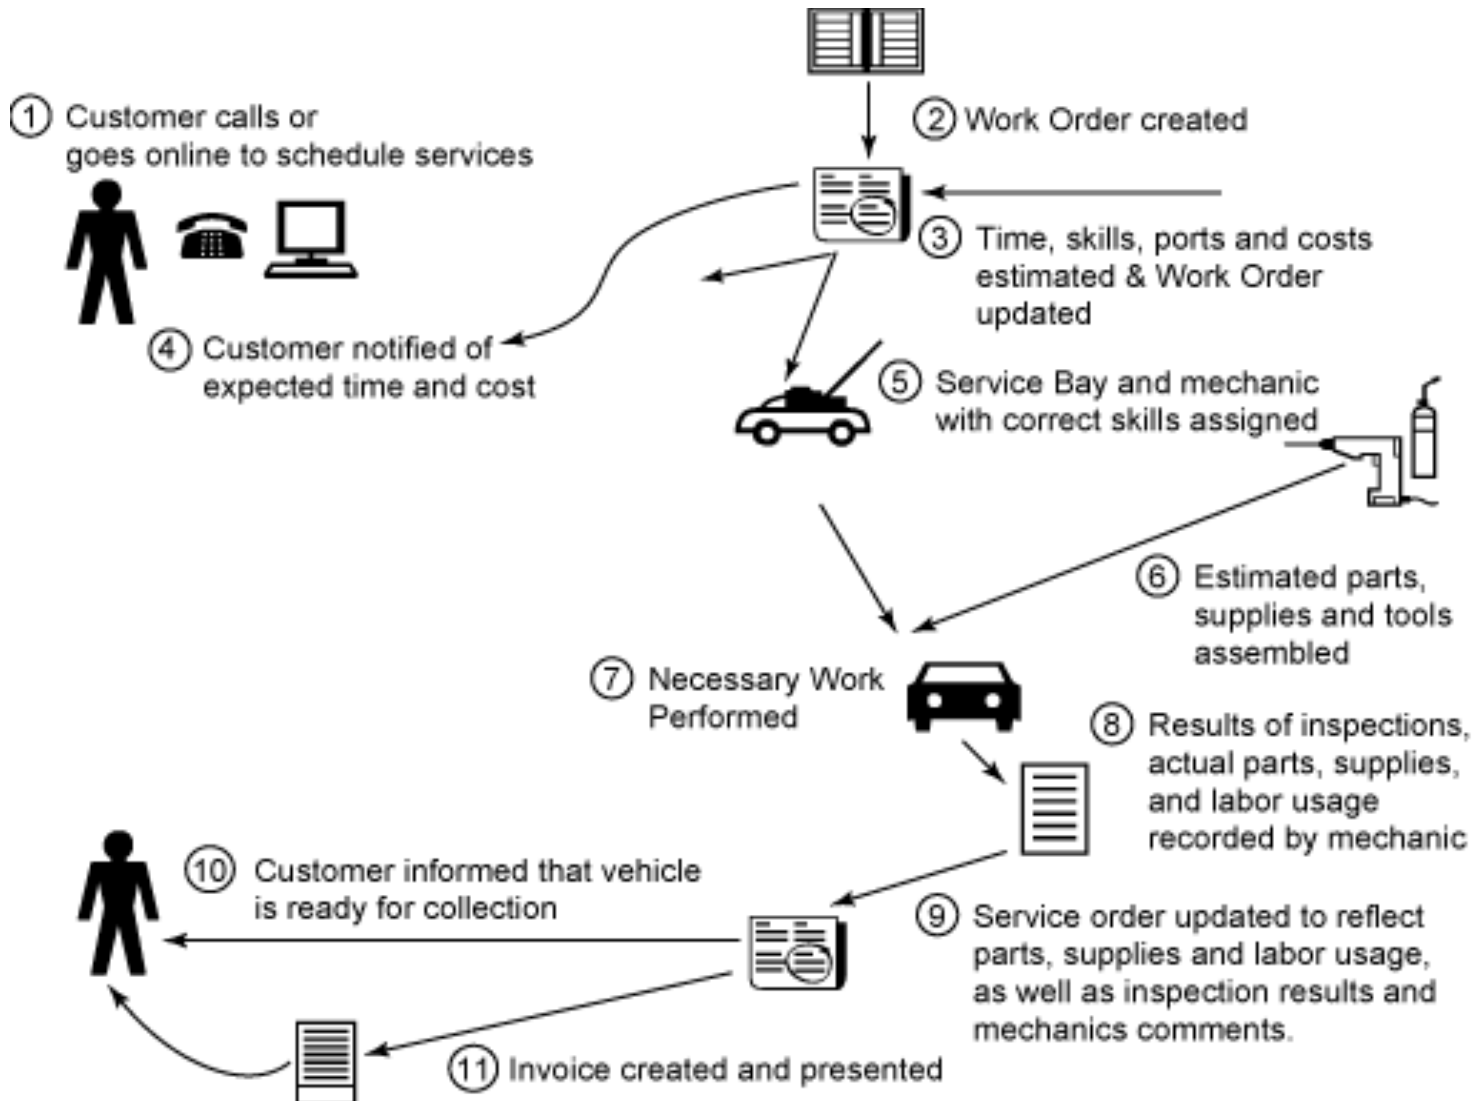 1 Customer calls or
goes online to schedule services
2 Work Order created
3 Time, skills, ports and costs
estimated & Work Order
updated
4 Customer notified of
expected time and cost
5 Service Bay and mechanic
with correct skills assigned
6 Estimated parts,
supplies and tools
assembled
7 Necessary Work
Performed
8 Results of inspections,
actual parts, supplies,
and labor usage
recorded by mechanic
9 Service order updated to reflect
parts, supplies and labor usage,
as well as inspection results and
mechanics comments.
10 Customer informed that vehicle
is ready for collection
11 Invoice created and presented